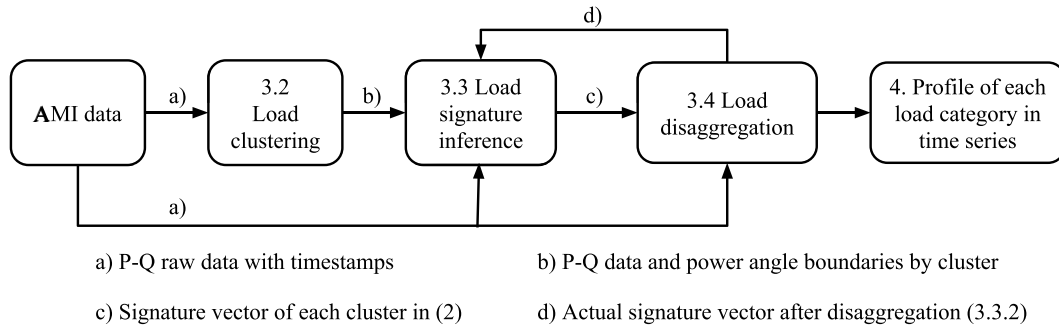 d)
AMI data
a)
3.2
Load
clustering
b)
3.3 Load
signature
inference
c)
3.4 Load
disaggregation
4. Profile of each
load category in
time series
a)
a) P-Q raw data with timestamps
b) P-Q data and power angle boundaries by cluster
c) Signature vector of each cluster in (2)
d) Actual signature vector after disaggregation (3.3.2)